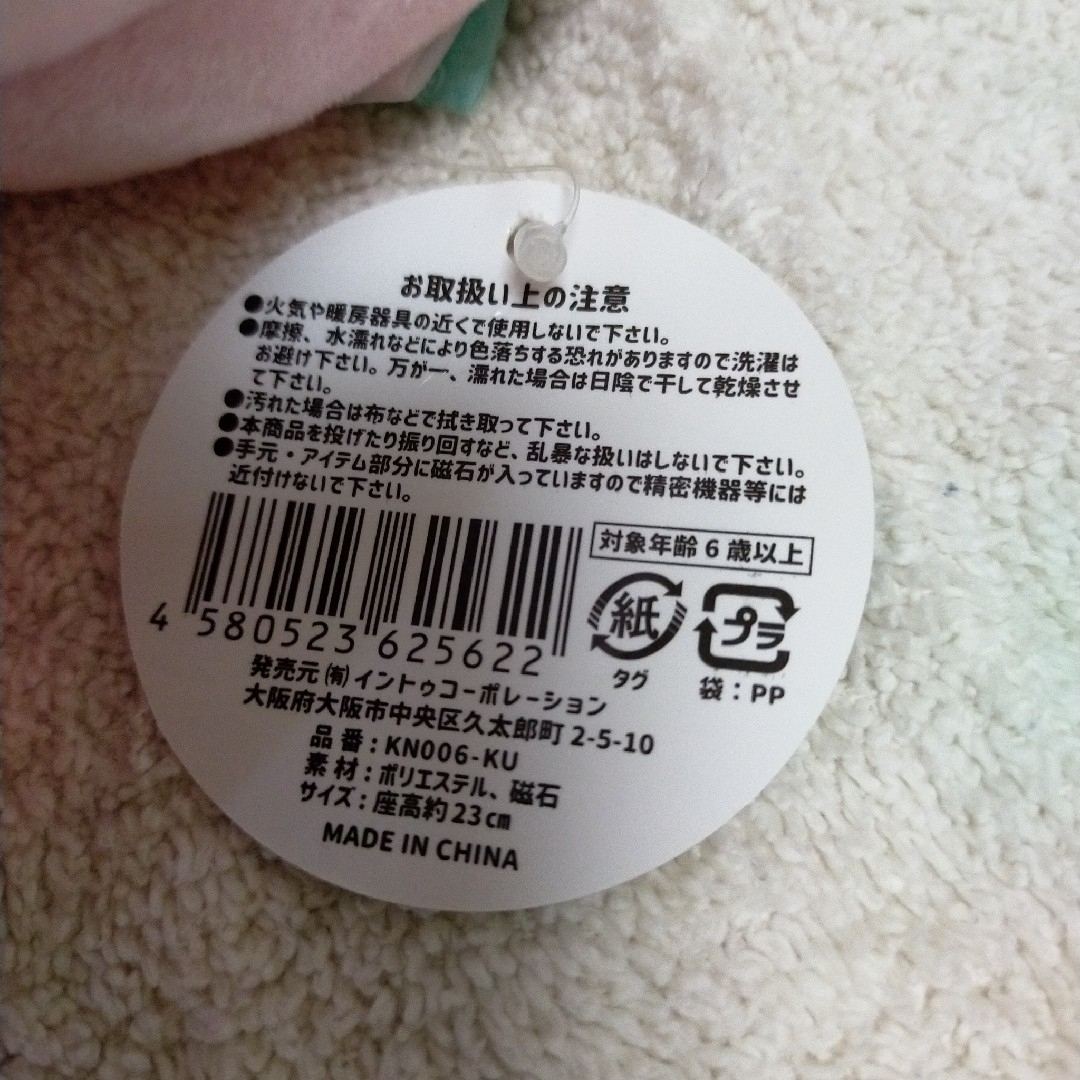 お取扱い上の注意
●火気や暖房器具の近くで使用しないで下さい。
●摩擦、水濡れなどにより色落ちする恐れがありますので洗濯は
お避け下さい。万が一、濡れた場合は日陰で干して乾燥させ
て下さい。
●汚れた場合は布などで拭き取って下さい。
●本商品を投げたり振り回すなど、乱暴な扱いはしないで下さい。
●手元・アイテム部分に磁石が入っていますので精密機器等には
近付けないで下さい。
対象年齢6歳以上
紙
プラ
タグ
袋：PP
4 580523 625622
発売元㈲イントゥコーポレーション
大阪府大阪市中央区久太郎町2-5-10
品番：KN006-KU
素材：ポリエステル、磁石
サイズ：座高約23㎝
MADE IN CHINA